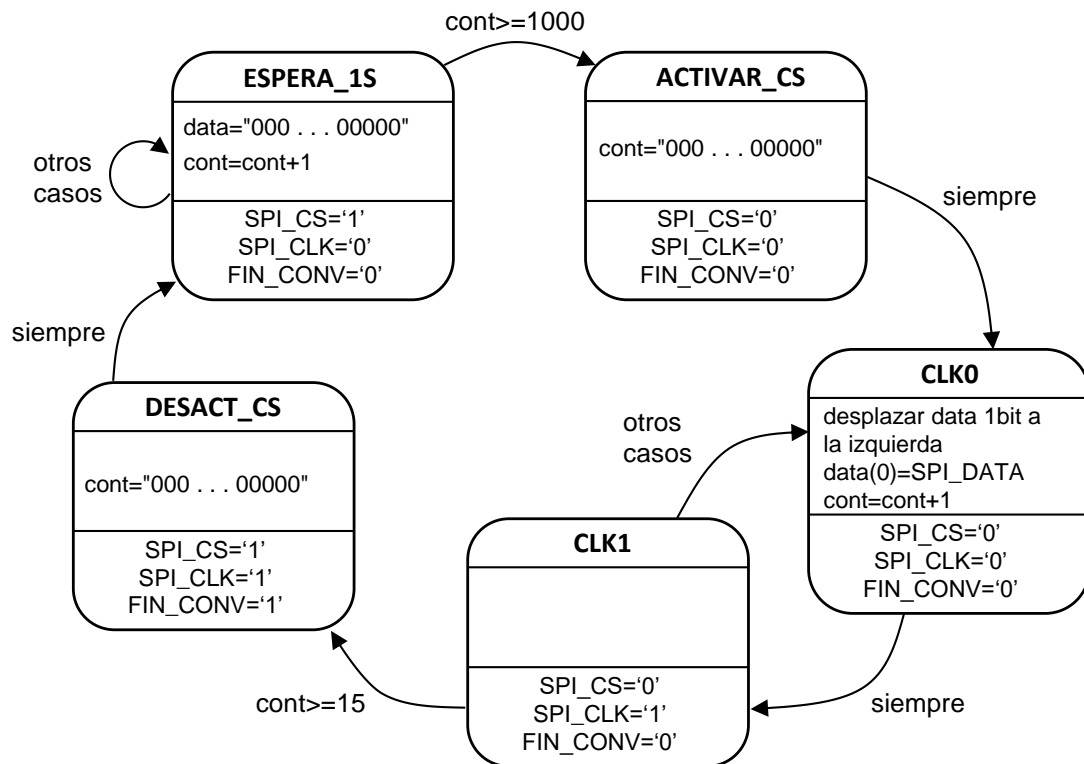 cont>=1000
ESPERA_1S
data="000 . . . 00000"
cont=cont+1
SPI_CS=‘1’
SPI_CLK=‘0’
FIN_CONV=‘0’
otros
casos
ACTIVAR_CS
cont="000 . . . 00000"
SPI_CS=‘0’
SPI_CLK=‘0’
FIN_CONV=‘0’
siempre
siempre
CLK0
desplazar data 1bit a
la izquierda
data(0)=SPI_DATA
cont=cont+1
SPI_CS=‘0’
SPI_CLK=‘0’
FIN_CONV=‘0’
DESACT_CS
cont="000 . . . 00000"
SPI_CS=‘1’
SPI_CLK=‘1’
FIN_CONV=‘1’
otros
casos
CLK1
SPI_CS=‘0’
SPI_CLK=‘1’
FIN_CONV=‘0’
cont>=15
siempre